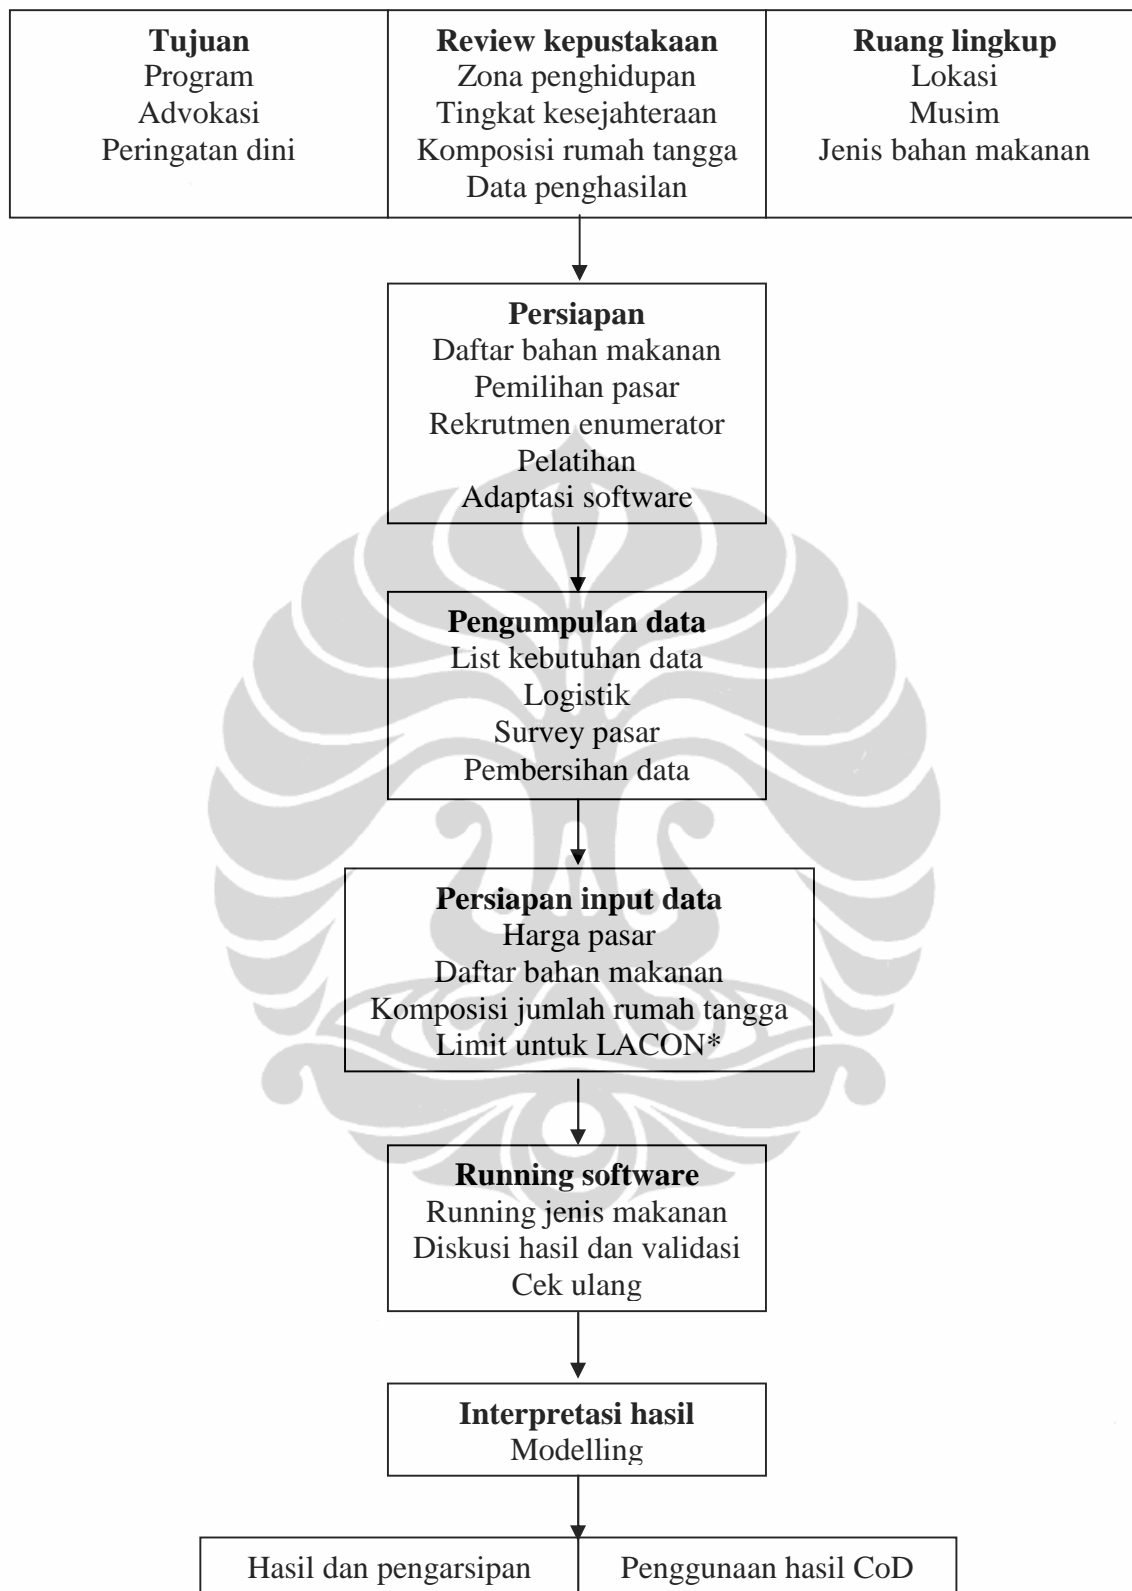 Tujuan
Program
Advokasi
Peringatan dini
Review kepustakaan
Zona penghidupan
Tingkat kesejahteraan
Komposisi rumah tangga
Data penghasilan
Ruang lingkup
Lokasi
Musim
Jenis bahan makanan
Persiapan
Daftar bahan makanan
Pemilihan pasar
Rekrutmen enumerator
Pelatihan
Adaptasi software
Pengumpulan data
List kebutuhan data
Logistik
Survey pasar
Pembersihan data
Persiapan input data
Harga pasar
Daftar bahan makanan
Komposisi jumlah rumah tangga
Limit untuk LACON*
Running software
Running jenis makanan
Diskusi hasil dan validasi
Cek ulang
Interpretasi hasil
Modelling
Hasil dan pengarsipan
Penggunaan hasil CoD